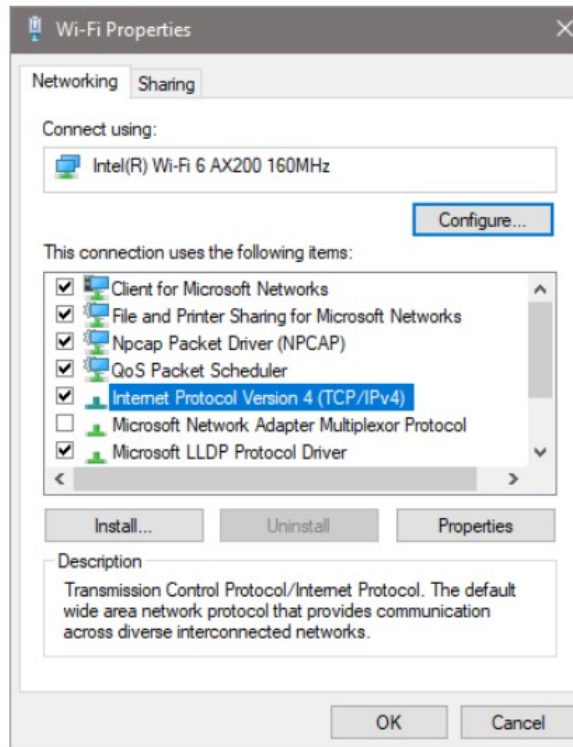 Wi-Fi Properties
Networking
Sharing
Connect using:
Intel(R) Wi-Fi 6 AX200 160MHz
Configure...
This connection uses the following items:
Client for Microsoft Networks
File and Printer Sharing for Microsoft Networks
Npcap Packet Driver (NPCAP)
QoS Packet Scheduler
Internet Protocol Version 4 (TCP/IPv4)
Microsoft Network Adapter Multiplexor Protocol
Microsoft LLDP Protocol Driver
Install...
Uninstall
Properties
Description
Transmission Control Protocol/Internet Protocol. The default
wide area network protocol that provides communication
across diverse interconnected networks.
OK
Cancel